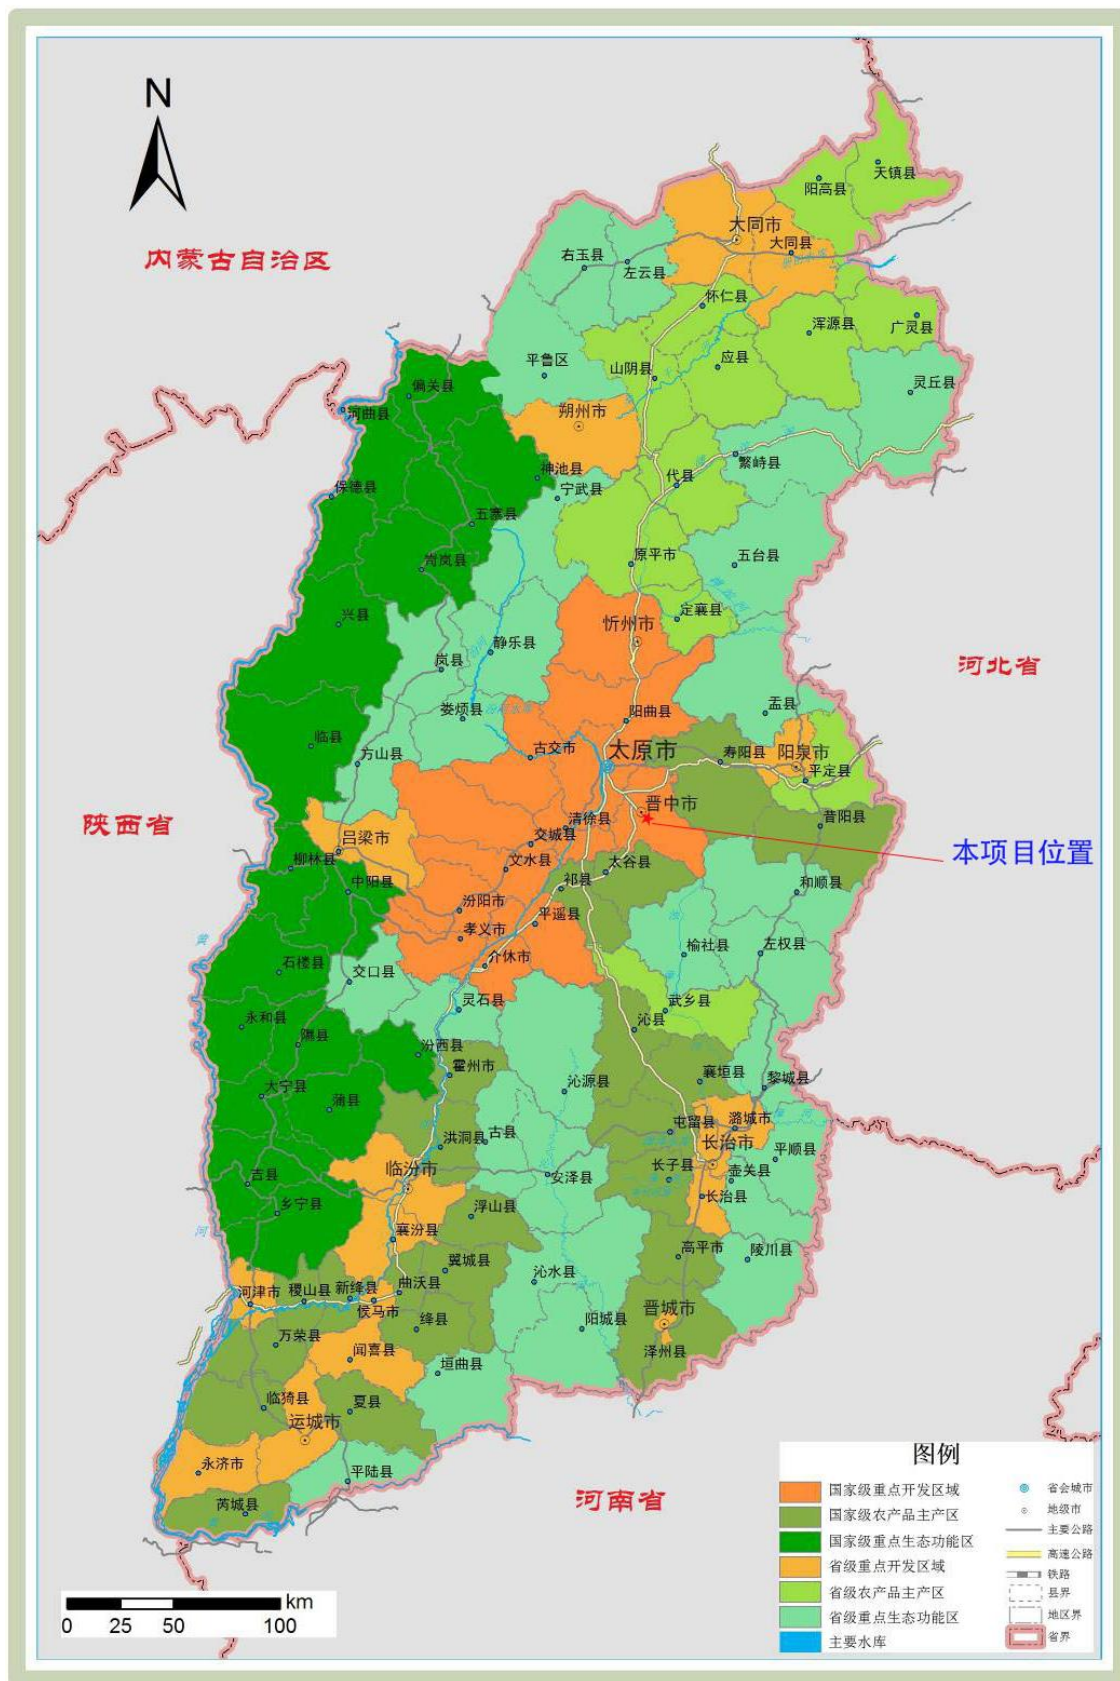 N
内蒙古自治区
天镇县
阳高县
大同市
大同县
右玉县
左云县
怀仁县
广灵县
浑源县
平鲁区
山阴县
应县
灵丘县
偏关县
河曲县
朔州市
神池县
繁峙县
代县
保德县
宁武县
五寨县
岢岚县
原平市
五台县
定襄县
兴县
忻州市
静乐县
河北省
岚县
汾河
娄烦县
汾河水库
阳曲县
盂县
临县
方山县
古交市
太原市
寿阳县
阳泉市
平定县
陕西省
晋中市
昔阳县
吕梁市
清徐县
交城县
本项目位置
柳林县
文水县
太谷县
中阳县
祁县
和顺县
汾阳市
平遥县
孝义市
榆社县
左权县
黄
介休市
石楼县
交口县
灵石县
武乡县
永和县
沁县
隰县
汾西县
霍州市
沁源县
襄垣县
黎城县
大宁县
蒲县
屯留县
潞城市
洪洞县
古县
长治市
平顺县
临汾市
安泽县
长子县
壶关县
吉县
长治县
乡宁县
浮山县
河
襄汾县
高平市
陵川县
翼城县
沁水县
河津市
稷山县
新绛县
曲沃县
侯马市
晋城市
万荣县
绛县
阳城县
闻喜县
泽州县
垣曲县
临猗县
夏县
运城市
永济市
平陆县
芮城县
河南省
图例
国家级重点开发区域
国家级农产品主产区
国家级重点生态功能区
省级重点开发区域
省级农产品主产区
省级重点生态功能区
主要水库
省会城市
地级市
主要公路
高速公路
铁路
县界
地区界
省界
km
0 25 50 100